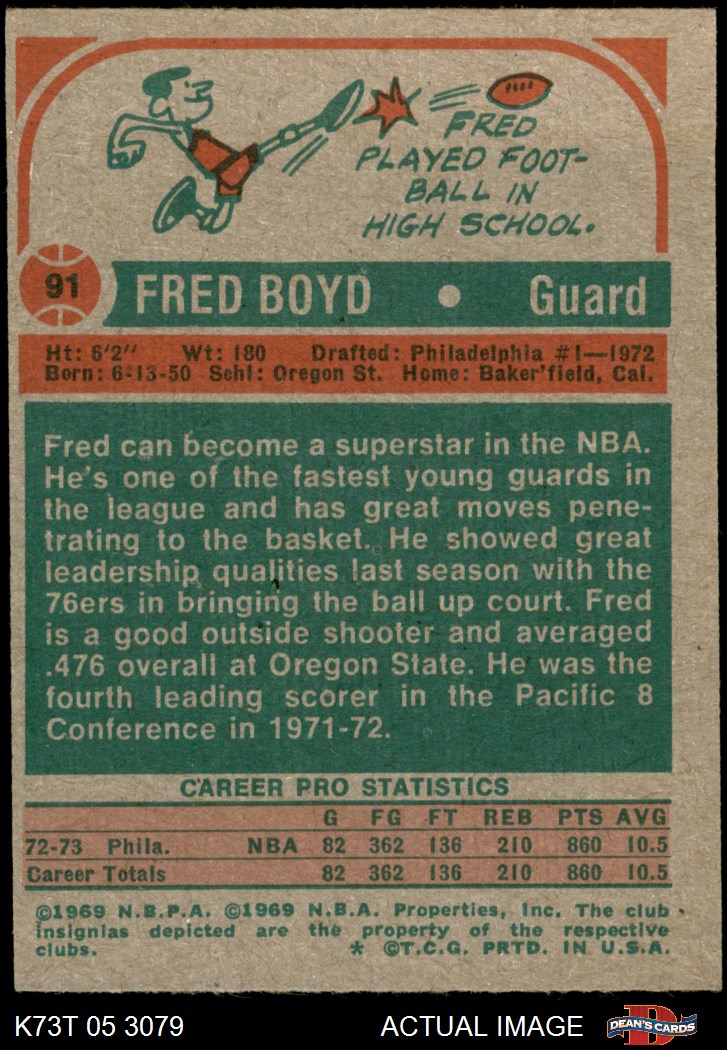 FRED
PLAYED FOOT-
BALL IN
HIGH SCHOOL.
91 FRED BOYD • Guard
Ht: 6'2" Wt: 180 Drafted: Philadelphia #1—1972
Born: 6-13-50 Schl: Oregon St. Home: Baker'field, Cal.
Fred can become a superstar in the NBA.
He's one of the fastest young guards in
the league and has great moves pene-
trating to the basket. He showed great
leadership qualities last season with the
76ers in bringing the ball up court. Fred
is a good outside shooter and averaged
.476 overall at Oregon State. He was the
fourth leading scorer in the Pacific 8
Conference in 1971-72.
CAREER PRO STATISTICS
G FG FT REB PTS AVG
72-73 Phila. NBA 82 362 136 210 860 10.5
Career Totals 82 362 136 210 860 10.5
©1969 N.B.P.A. ©1969 N.B.A. Properties, Inc. The club
insignias depicted are the property of the respective
clubs. * ©T.C.G. PRTD. IN U.S.A.
K73T 05 3079 ACTUAL IMAGE DEAN'S CARDS